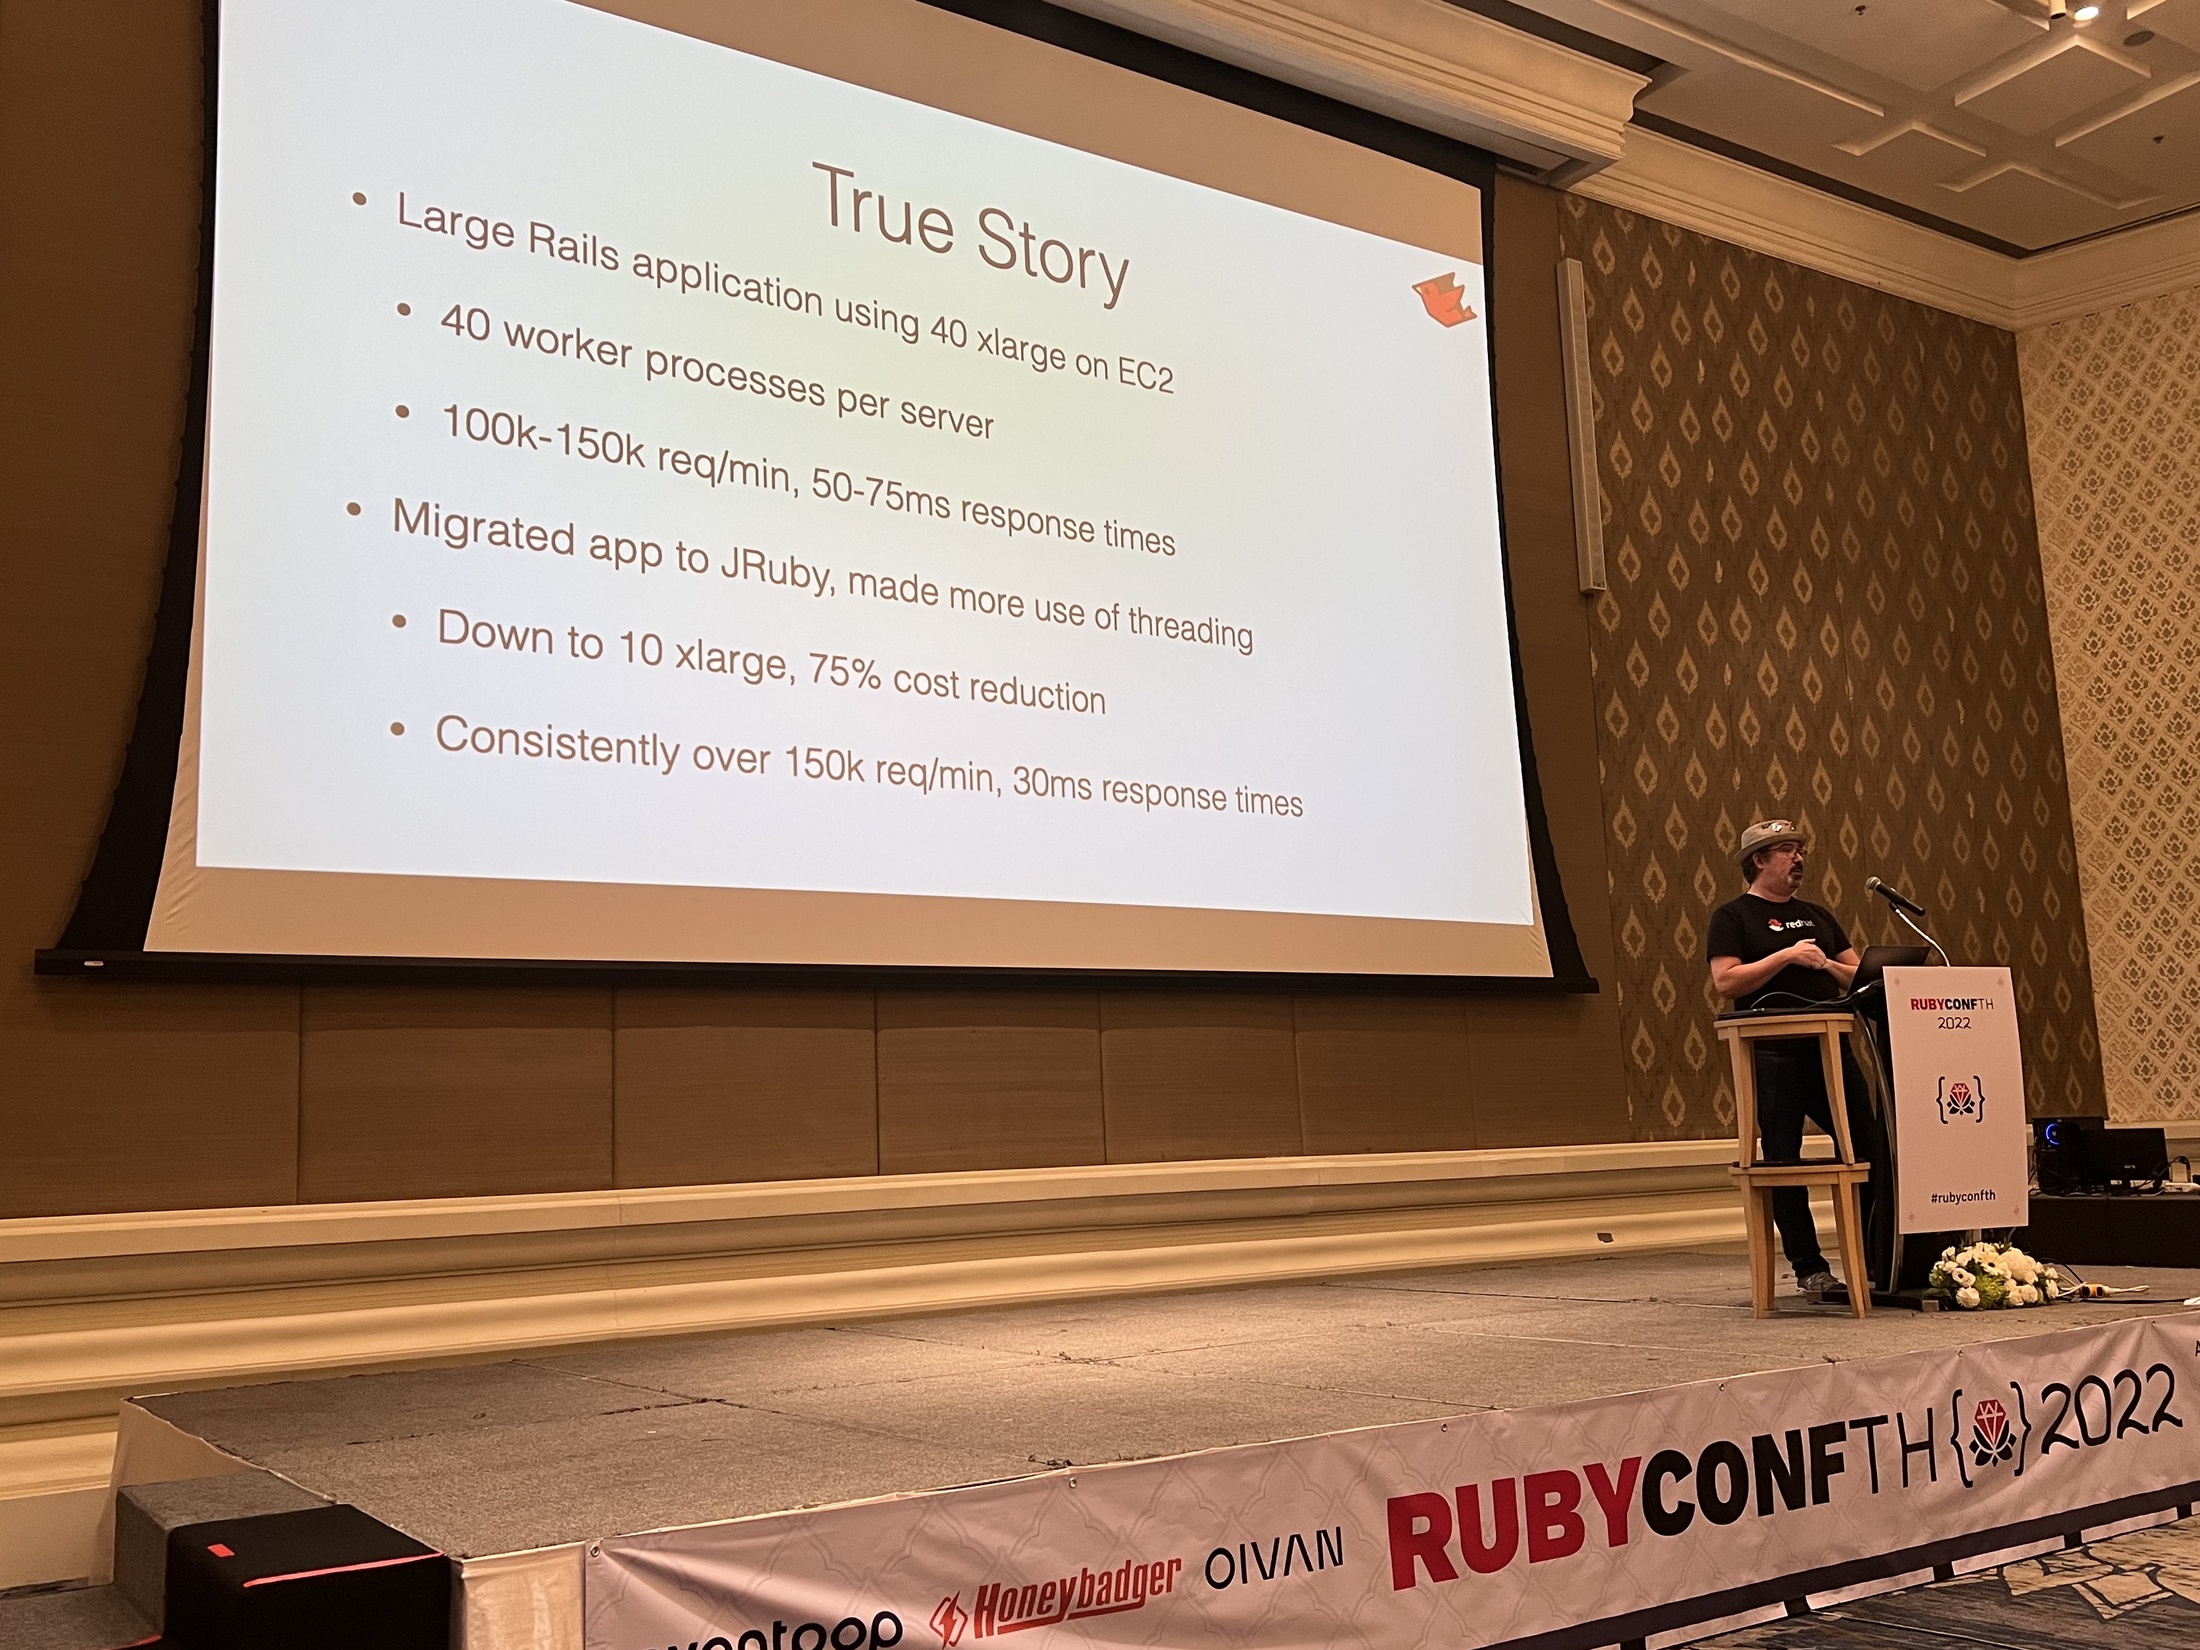 True Story
• Large Rails application using 40 xlarge on EC2
• 40 worker processes per server
• 100k-150k req/min, 50-75ms response times
• Migrated app to JRuby, made more use of threading
• Down to 10 xlarge, 75% cost reduction
• Consistently over 150k req/min, 30ms response times
redhat
RUBYCONFTH
2022
#rubyconfth
Honeybadger
OIVAN
RUBYCONFTH{ }2022